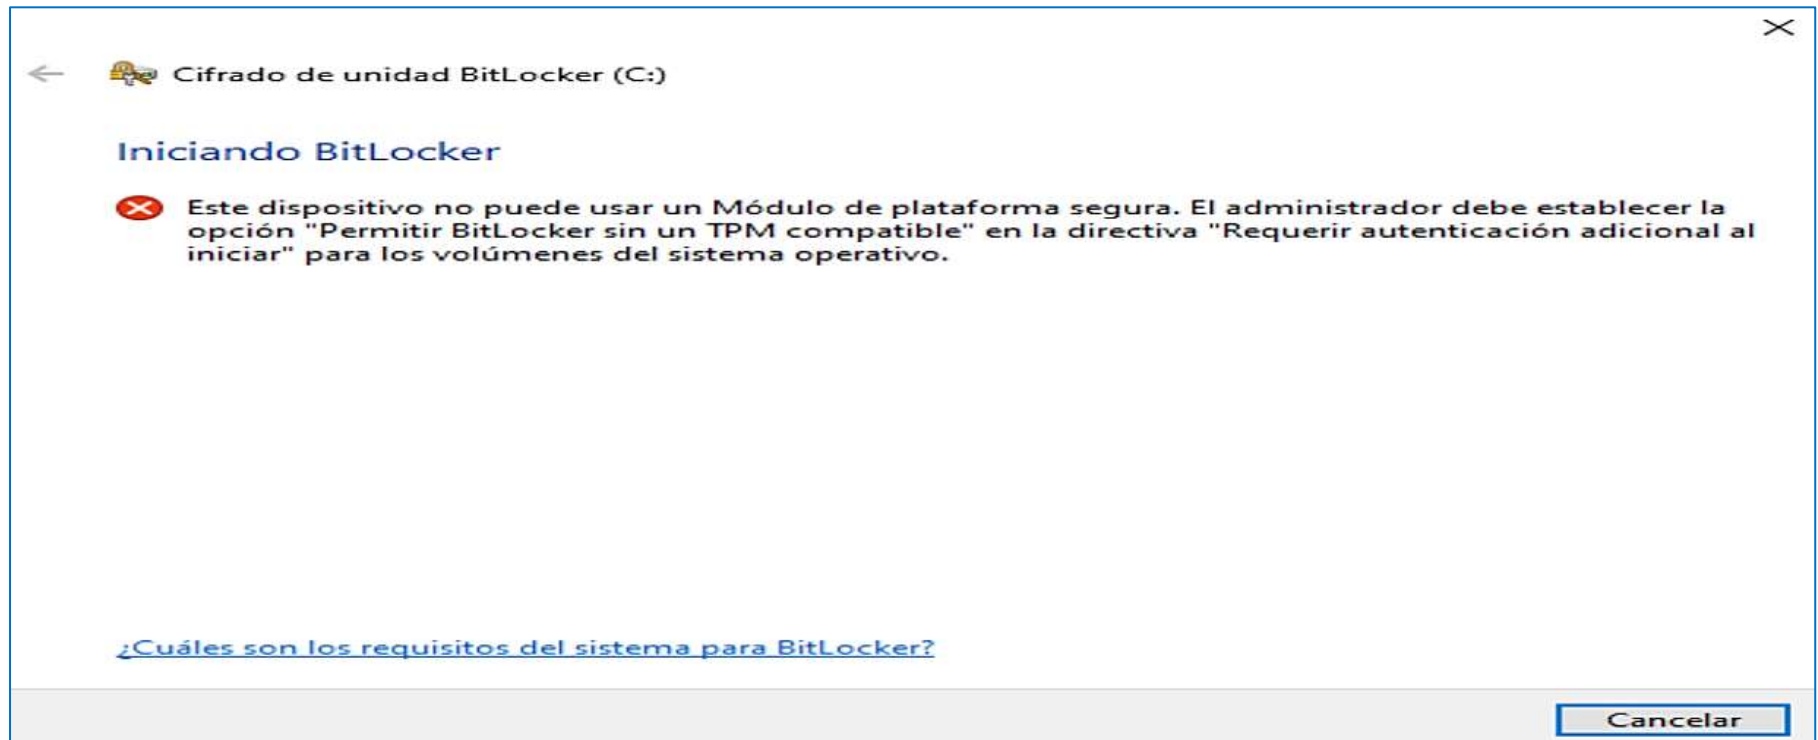 Cifrado de unidad BitLocker (C:)
Iniciando BitLocker
Este dispositivo no puede usar un Módulo de plataforma segura. El administrador debe establecer la
opción "Permitir BitLocker sin un TPM compatible" en la directiva "Requerir autenticación adicional al
iniciar" para los volúmenes del sistema operativo.
¿Cuáles son los requisitos del sistema para BitLocker?
Cancelar